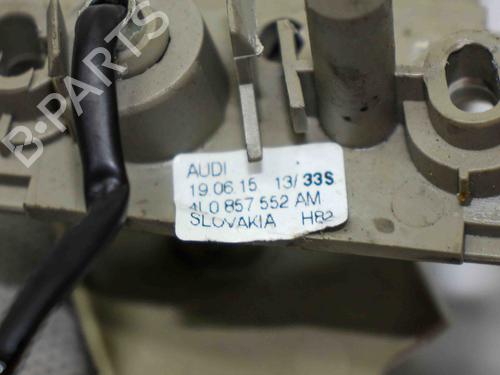 B-PARTS
AUDI
19 06.15 13/ 33S
4L0 857 552 AM
SLOVAKIA H82